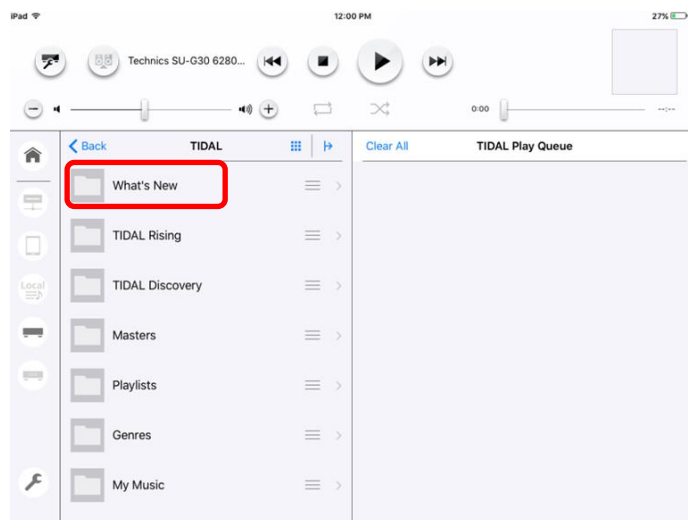 iPad 12:00 PM 27%
Technics SU-G30 6280...
0:00 --:--
Back TIDAL Clear All TIDAL Play Queue
What's New
TIDAL Rising
TIDAL Discovery
Local
Masters
Playlists
Genres
My Music